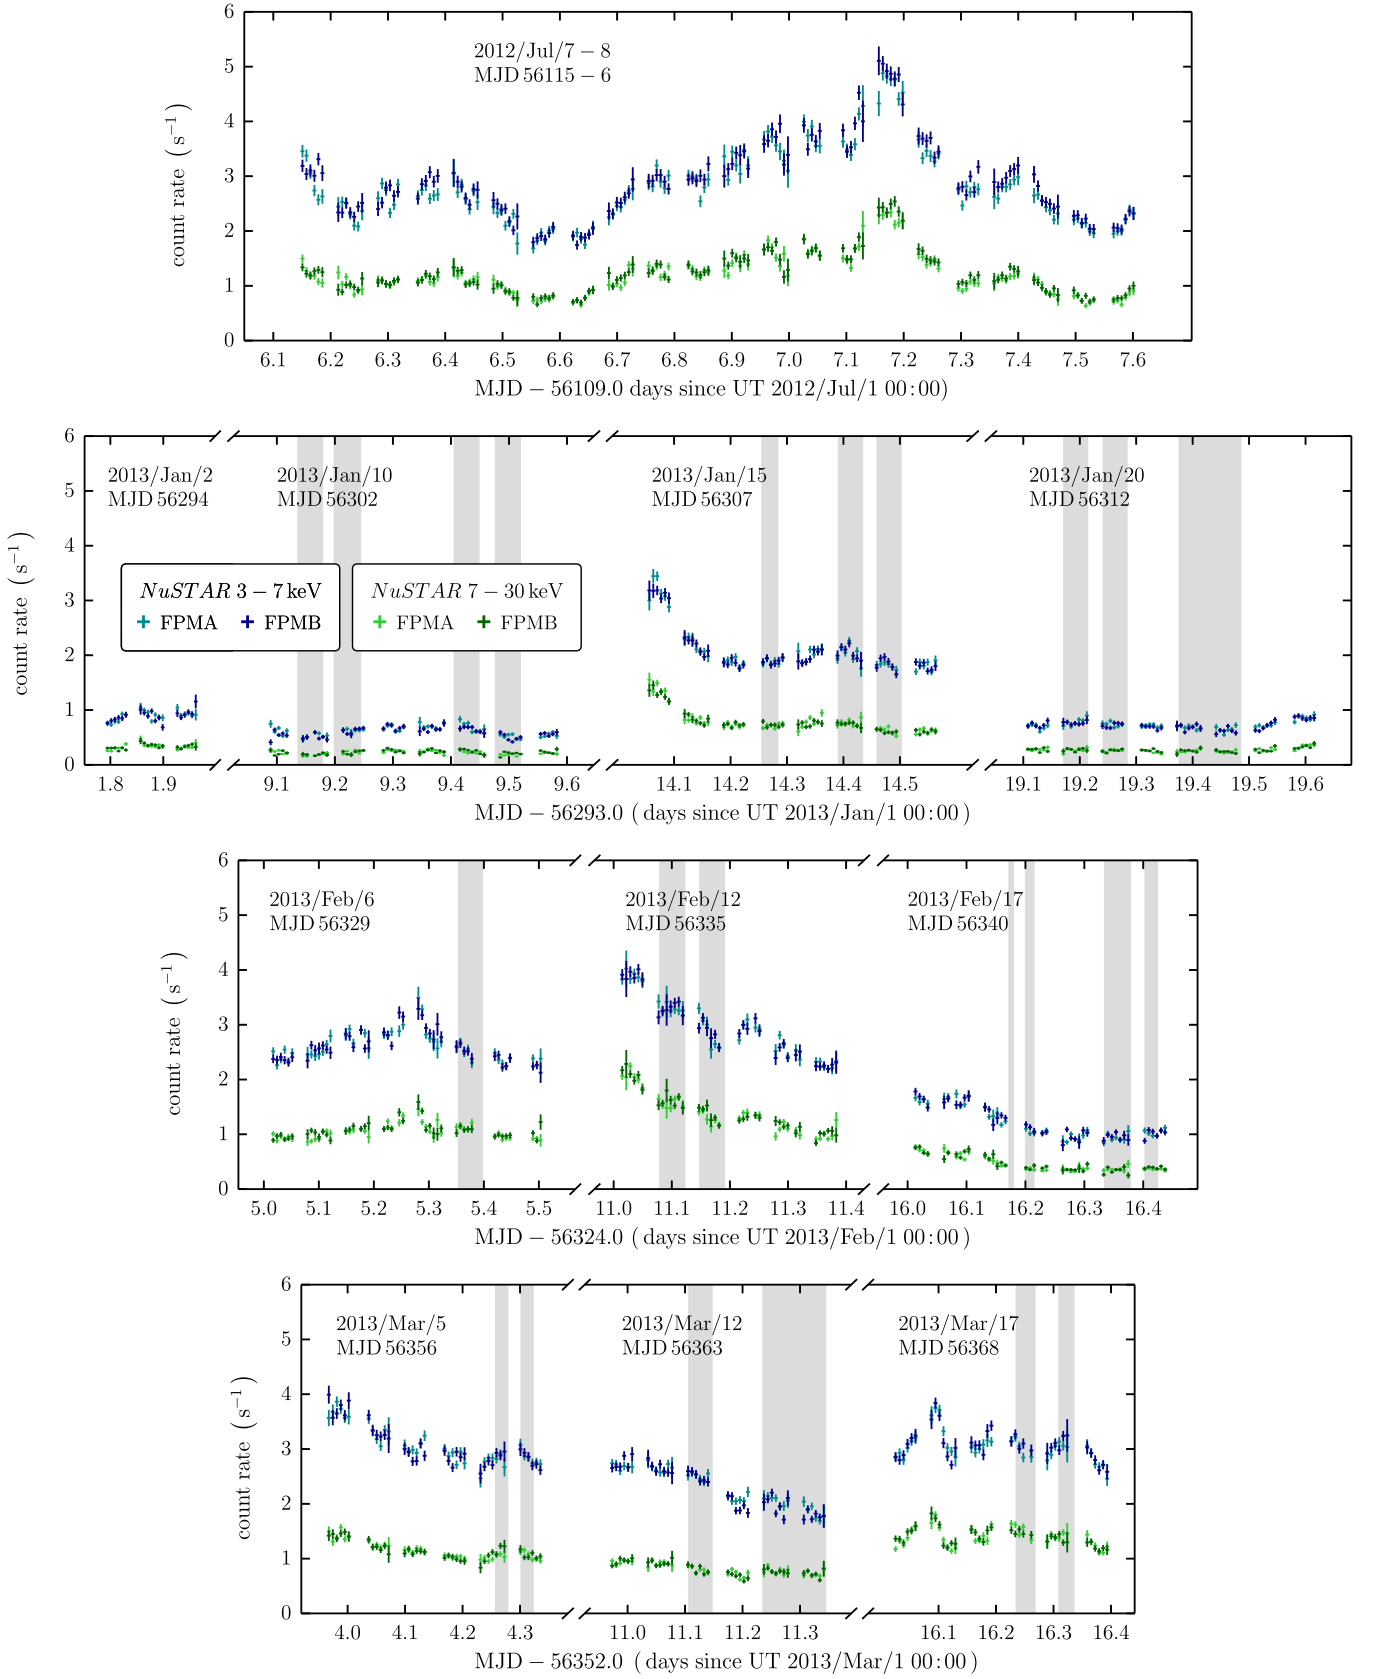 6
5
4
3
2
1
0
count rate ( s⁻¹ )
2012/Jul/7 – 8
MJD 56115 – 6
6.1 6.2 6.3 6.4 6.5 6.6 6.7 6.8 6.9 7.0 7.1 7.2 7.3 7.4 7.5 7.6
MJD – 56109.0 days since UT 2012/Jul/1 00:00)
6
5
4
3
2
1
0
count rate ( s⁻¹ )
2013/Jan/2
MJD 56294
2013/Jan/10
MJD 56302
2013/Jan/15
MJD 56307
2013/Jan/20
MJD 56312
NuSTAR 3 – 7 keV
FPMA FPMB
NuSTAR 7 – 30 keV
FPMA FPMB
1.8 1.9 9.1 9.2 9.3 9.4 9.5 9.6 14.1 14.2 14.3 14.4 14.5 19.1 19.2 19.3 19.4 19.5 19.6
MJD – 56293.0 ( days since UT 2013/Jan/1 00:00 )
6
5
4
3
2
1
0
count rate ( s⁻¹ )
2013/Feb/6
MJD 56329
2013/Feb/12
MJD 56335
2013/Feb/17
MJD 56340
5.0 5.1 5.2 5.3 5.4 5.5 11.0 11.1 11.2 11.3 11.4 16.0 16.1 16.2 16.3 16.4
MJD – 56324.0 ( days since UT 2013/Feb/1 00:00 )
6
5
4
3
2
1
0
count rate ( s⁻¹ )
2013/Mar/5
MJD 56356
2013/Mar/12
MJD 56363
2013/Mar/17
MJD 56368
4.0 4.1 4.2 4.3 11.0 11.1 11.2 11.3 16.1 16.2 16.3 16.4
MJD – 56352.0 ( days since UT 2013/Mar/1 00:00 )